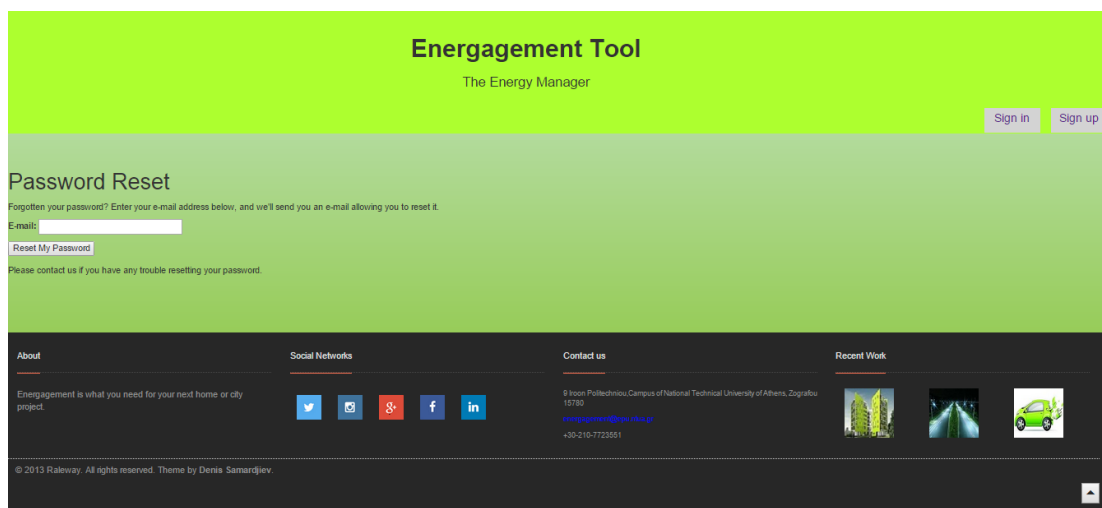 Energagement Tool
The Energy Manager
Sign in
Sign up
Password Reset
Forgotten your password? Enter your e-mail address below, and we'll send you an e-mail allowing you to reset it.
E-mail:
Reset My Password
Please contact us if you have any trouble resetting your password.
About
Energagement is what you need for your next home or city
project.
Social Networks
g+
f
in
Contact us
9 Iroon Politechniou,Campus of National Technical University of Athens, Zografou
15780
+30-210-7723551
Recent Work
© 2013 Raleway. All rights reserved. Theme by Denis Samardjiev.